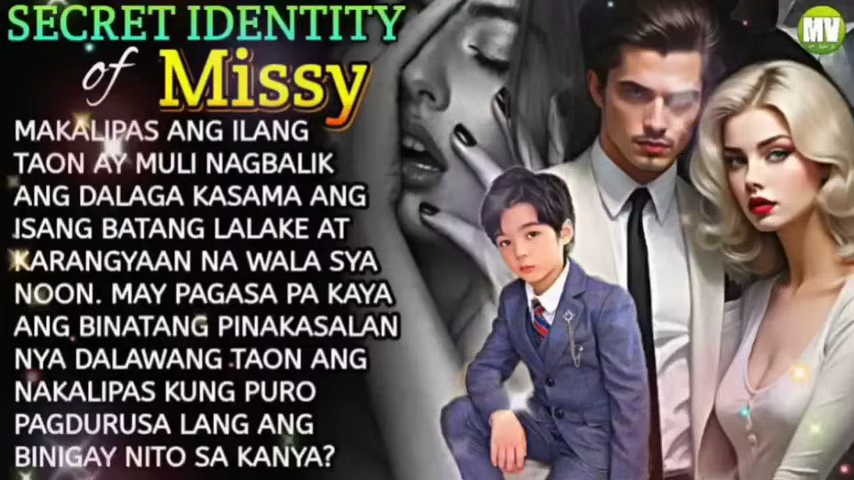 SECRET IDENTITY
of Missy
MAKALIPAS ANG ILANG
TAON AY MULI NAGBALIK
ANG DALAGA KASAMA ANG
ISANG BATANG LALAKE AT
KARANGYAAN NA WALA SYA
NOON. MAY PAGASA PA KAYA
ANG BINATANG PINAKASALAN
NYA DALAWANG TAON ANG
NAKALIPAS KUNG PURO
PAGDURUSA LANG ANG
BINIGAY NITO SA KANYA?
MV